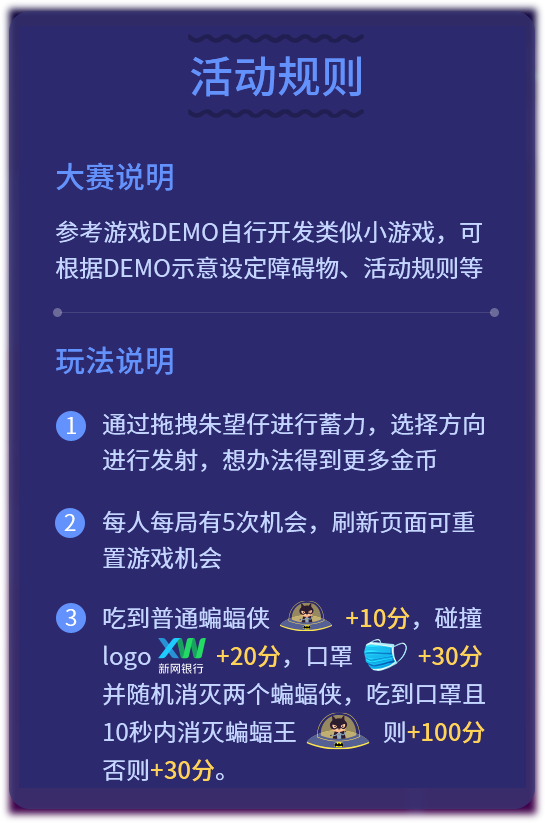 活动规则
大赛说明
参考游戏DEMO自行开发类似小游戏，可
根据DEMO示意设定障碍物、活动规则等
玩法说明
1 通过拖拽朱望仔进行蓄力，选择方向
进行发射，想办法得到更多金币
2 每人每局有5次机会，刷新页面可重
置游戏机会
3 吃到普通蝙蝠侠 +10分，碰撞
logo XW 新网银行 +20分，口罩 +30分
并随机消灭两个蝙蝠侠，吃到口罩且
10秒内消灭蝙蝠王 则+100分
否则+30分。